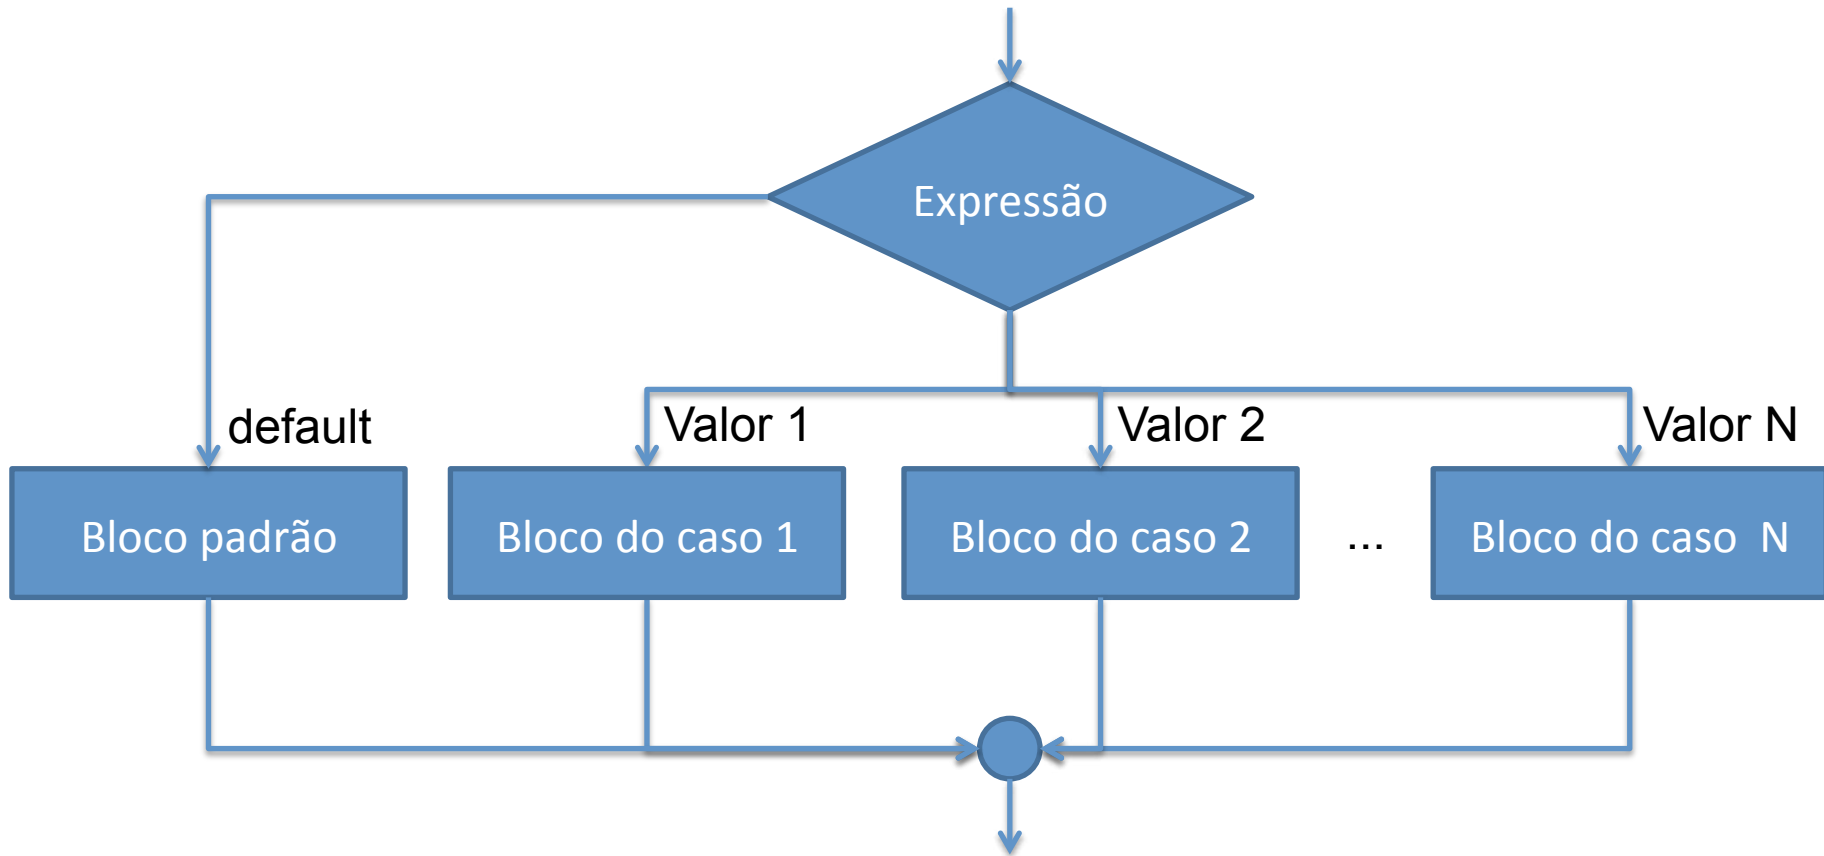 Expressão
default
Valor 1
Valor 2
Valor N
Bloco padrão
Bloco do caso 1
Bloco do caso 2
...
Bloco do caso N